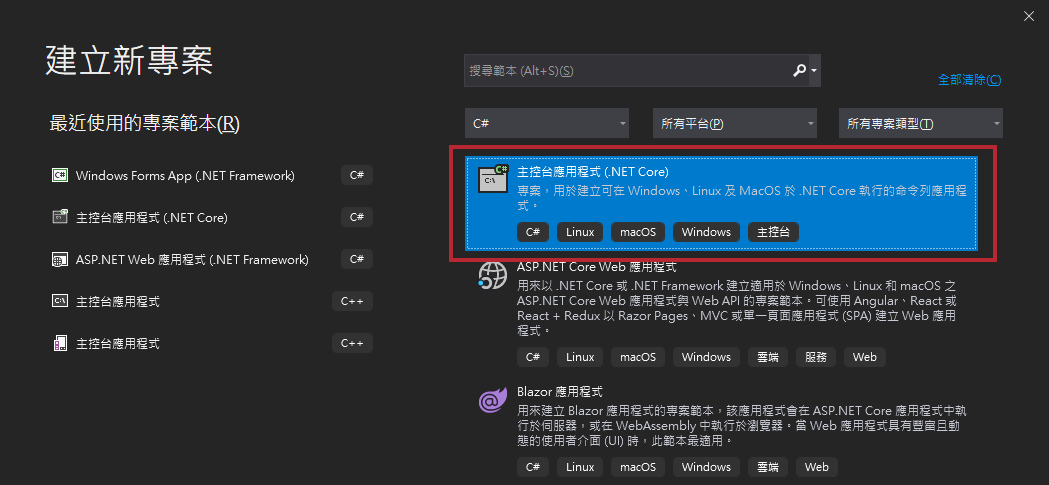 建立新專案
搜尋範本 (Alt+S)(S)
全部清除(C)
最近使用的專案範本(R)
C#
所有平台(P)
所有專案類型(T)
Windows Forms App (.NET Framework)
C#
主控台應用程式 (.NET Core)
C#
ASP.NET Web 應用程式 (.NET Framework)
C#
主控台應用程式
C++
主控台應用程式
C++
主控台應用程式 (.NET Core)
專案，用於建立可在 Windows、Linux 及 MacOS 於 .NET Core 執行的命令列應用程
式。
C# Linux macOS Windows 主控台
ASP.NET Core Web 應用程式
用來以 .NET Core 或 .NET Framework 建立適用於 Windows、Linux 和 macOS 之
ASP.NET Core Web 應用程式與 Web API 的專案範本。可使用 Angular、React 或
React + Redux 以 Razor Pages、MVC 或單一頁面應用程式 (SPA) 建立 Web 應用
程式。
C# Linux macOS Windows 雲端 服務 Web
Blazor 應用程式
用來建立 Blazor 應用程式的專案範本，該應用程式會在 ASP.NET Core 應用程式中執
行於伺服器，或在 WebAssembly 中執行於瀏覽器。當 Web 應用程式具有豐富且動
態的使用者介面 (UI) 時，此範本最適用。
C# Linux macOS Windows 雲端 Web